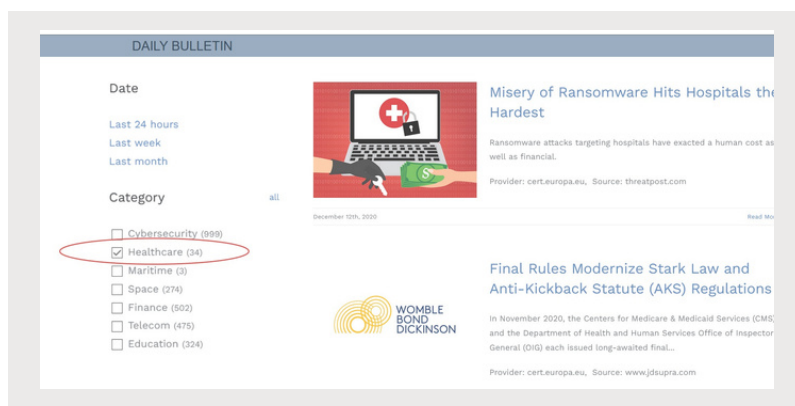 DAILY BULLETIN
Date
Last 24 hours
Last week
Last month
Category
all
Cybersecurity (999)
Healthcare (34)
Maritime (3)
Space (274)
Finance (502)
Telecom (475)
Education (324)
Misery of Ransomware Hits Hospitals the
Hardest
Ransomware attacks targeting hospitals have exacted a human cost as
well as financial.
Provider: cert.europa.eu, Source: threatpost.com
December 12th, 2020
Read Mo
WOMBLE
BOND
DICKINSON
Final Rules Modernize Stark Law and
Anti-Kickback Statute (AKS) Regulations
In November 2020, the Centers for Medicare & Medicaid Services (CMS)
and the Department of Health and Human Services Office of Inspector
General (OIG) each issued long-awaited final...
Provider: cert.europa.eu, Source: www.jdsupra.com